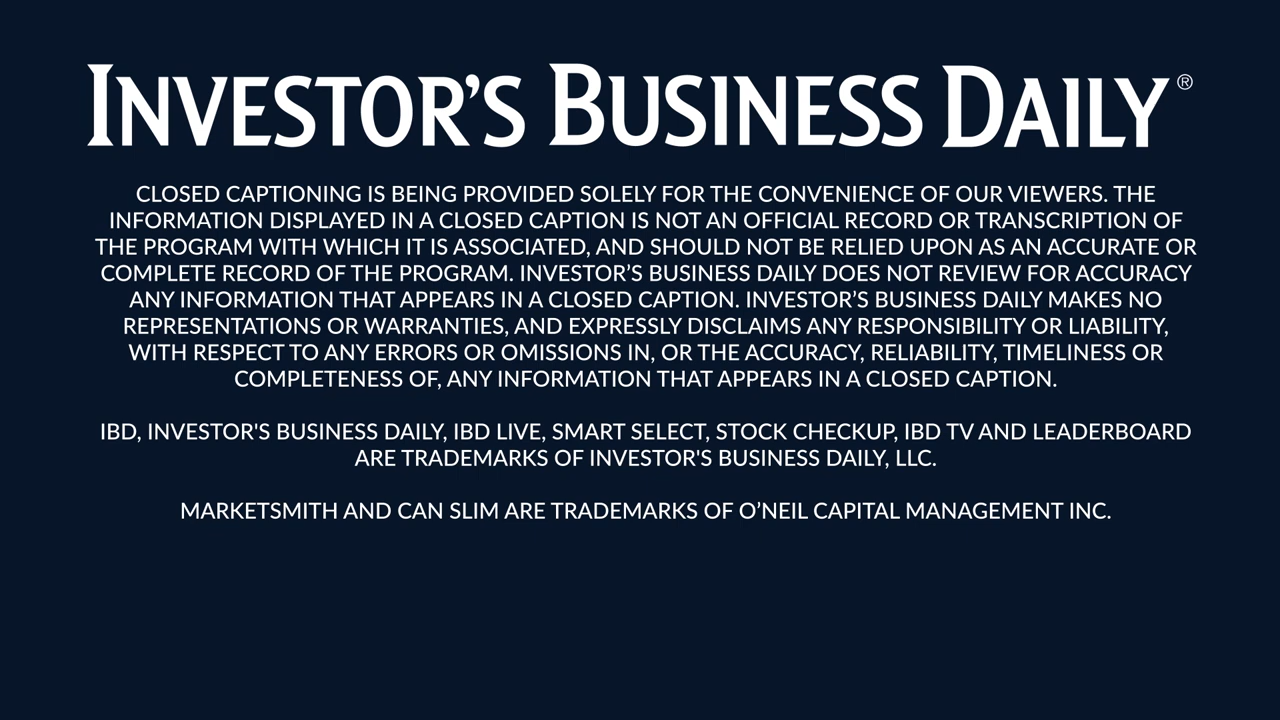 INVESTOR'S BUSINESS DAILY®
CLOSED CAPTIONING IS BEING PROVIDED SOLELY FOR THE CONVENIENCE OF OUR VIEWERS. THE
INFORMATION DISPLAYED IN A CLOSED CAPTION IS NOT AN OFFICIAL RECORD OR TRANSCRIPTION OF
THE PROGRAM WITH WHICH IT IS ASSOCIATED, AND SHOULD NOT BE RELIED UPON AS AN ACCURATE OR
COMPLETE RECORD OF THE PROGRAM. INVESTOR’S BUSINESS DAILY DOES NOT REVIEW FOR ACCURACY
ANY INFORMATION THAT APPEARS IN A CLOSED CAPTION. INVESTOR’S BUSINESS DAILY MAKES NO
REPRESENTATIONS OR WARRANTIES, AND EXPRESSLY DISCLAIMS ANY RESPONSIBILITY OR LIABILITY,
WITH RESPECT TO ANY ERRORS OR OMISSIONS IN, OR THE ACCURACY, RELIABILITY, TIMELINESS OR
COMPLETENESS OF, ANY INFORMATION THAT APPEARS IN A CLOSED CAPTION.
IBD, INVESTOR'S BUSINESS DAILY, IBD LIVE, SMART SELECT, STOCK CHECKUP, IBD TV AND LEADERBOARD
ARE TRADEMARKS OF INVESTOR'S BUSINESS DAILY, LLC.
MARKETSMITH AND CAN SLIM ARE TRADEMARKS OF O’NEIL CAPITAL MANAGEMENT INC.